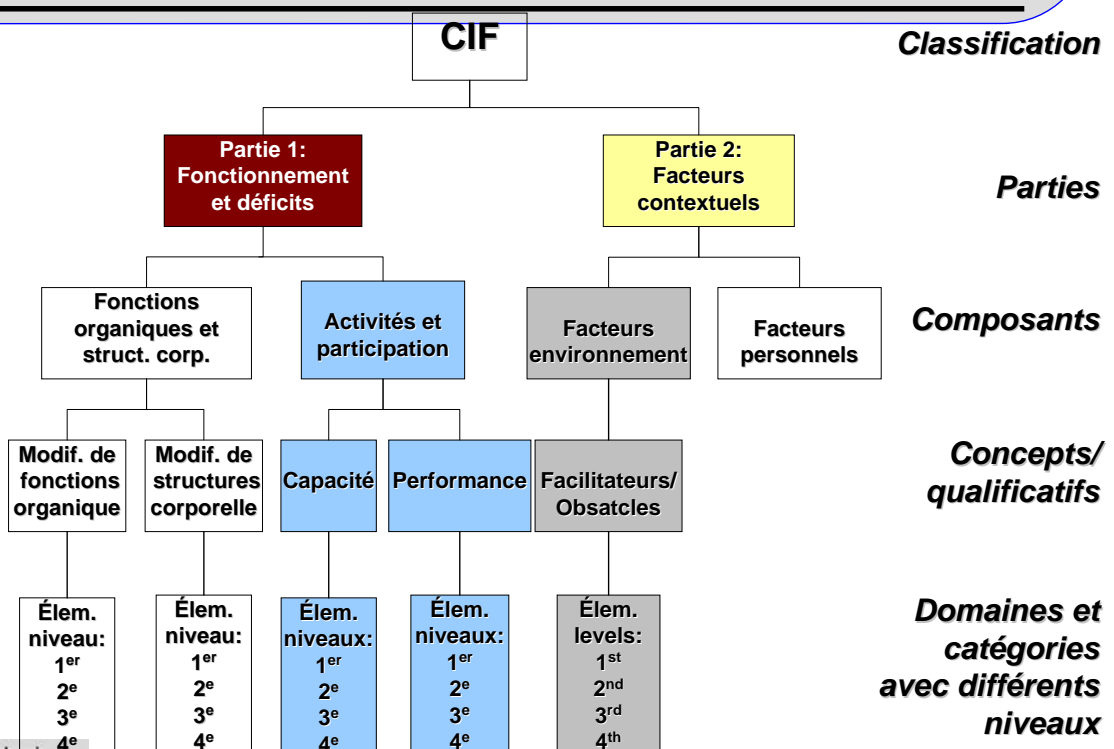 CIF
Classification
Partie 1:
Fonctionnement
et déficits
Partie 2:
Facteurs
contextuels
Parties
Fonctions
organiques et
struct. corp.
Activités et
participation
Facteurs
environnement
Facteurs
personnels
Composants
Modif. de
fonctions
organique
Modif. de
structures
corporelle
Capacité
Performance
Facilitateurs/
Obsatcles
Concepts/
qualificatifs
Élem.
niveau:
1er
2e
3e
4e
Élem.
niveau:
1er
2e
3e
4e
Élem.
niveaux:
1er
2e
3e
4e
Élem.
niveaux:
1er
2e
3e
4e
Élem.
levels:
1st
2nd
3rd
4th
Domaines et
catégories
avec différents
niveaux